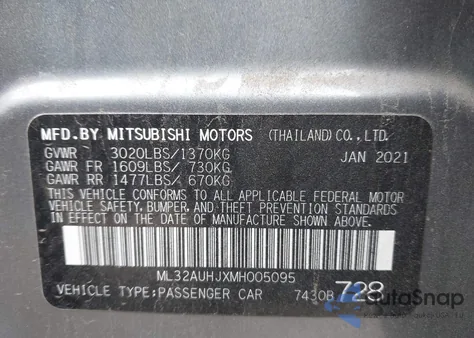 MFD.BY MITSUBISHI MOTORS (THAILAND) CO., LTD.
GVWR 3020LBS/1370KG JAN 2021
GAWR FR 1609LBS/ 730KG
GAWR RR 1477LBS/ 670KG
THIS VEHICLE CONFORMS TO ALL APPLICABLE FEDERAL MOTOR
VEHICLE SAFETY, BUMPER, AND THEFT PREVENTION STANDARDS
IN EFFECT ON THE DATE OF MANUFACTURE SHOWN ABOVE.
ML32AUHJXMH005095
VEHICLE TYPE:PASSENGER CAR 7430B 728
AutoSnap